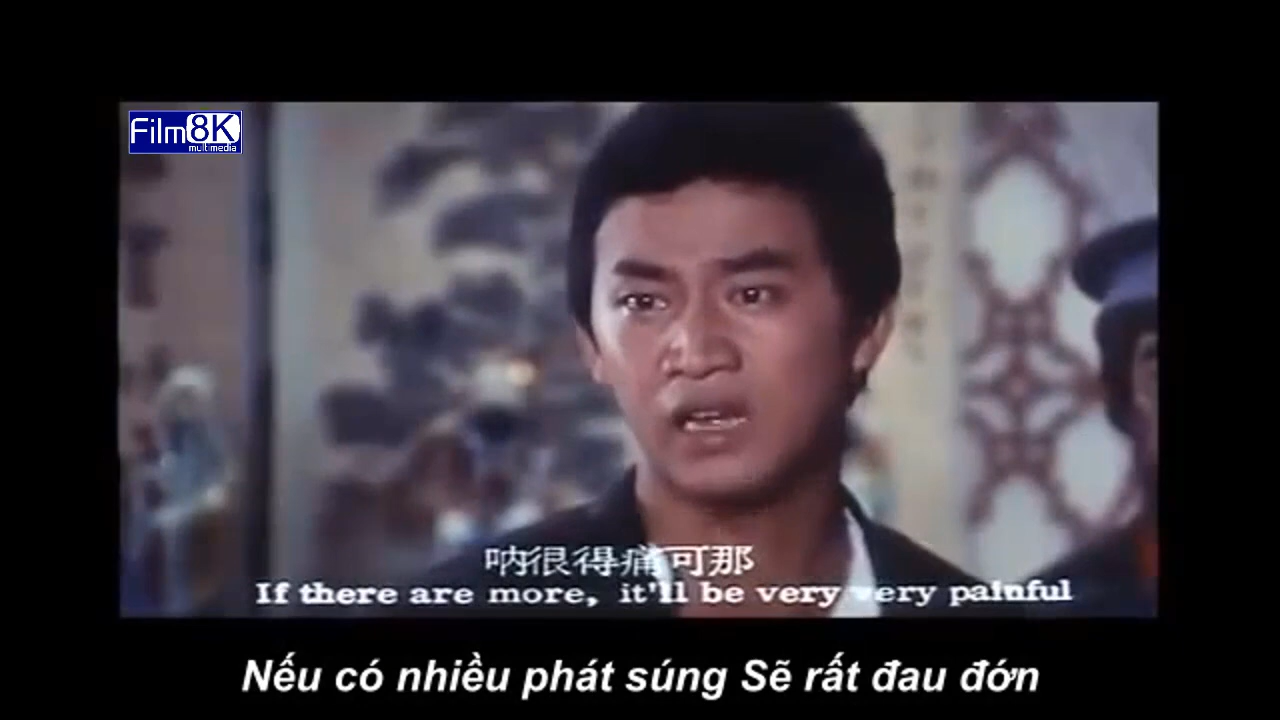 Film8K
multimedia
呐很得痛可那
If there are more, it'll be very very painful
Nếu có nhiều phát súng Sẽ rất đau đớn